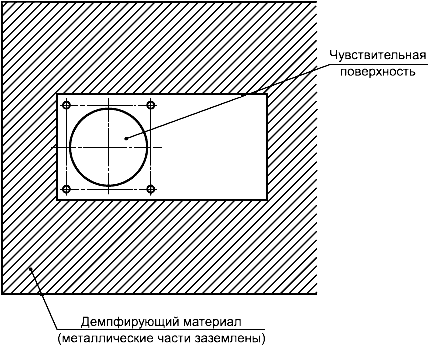 Чувствительная
поверхность
Демпфирующий материал
(металлические части заземлены)